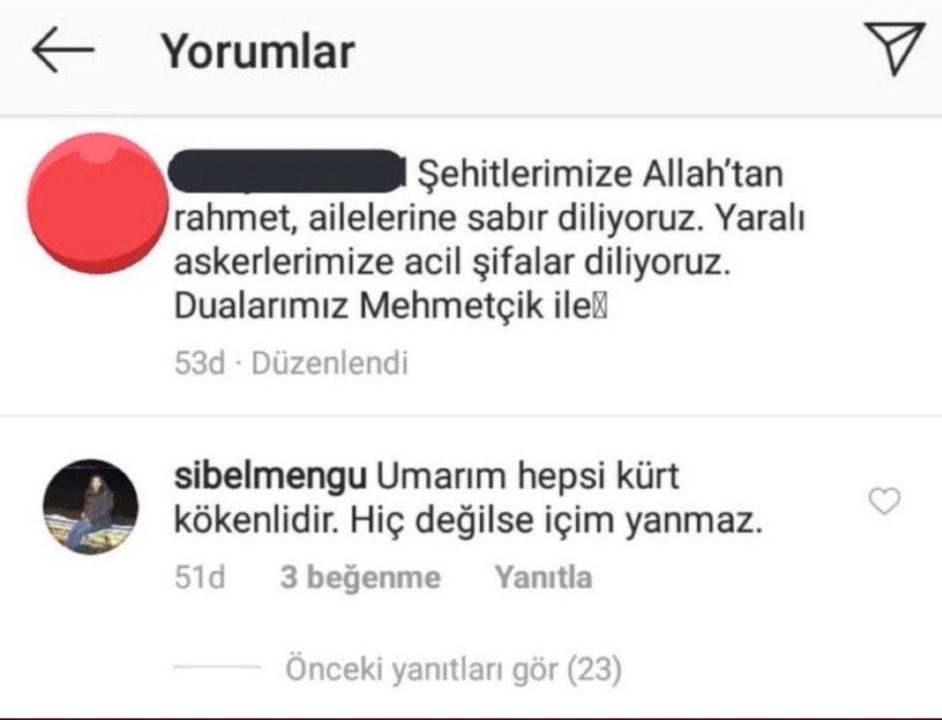 Yorumlar
Şehitlerimize Allah’tan
rahmet, ailelerine sabır diliyoruz. Yaralı
askerlerimize acil şifalar diliyoruz.
Dualarımız Mehmetçik ile
53d · Düzenlendi
sibelmengu Umarım hepsi kürt
kökenlidir. Hiç değilse içim yanmaz.
51d 3 beğenme Yanıtla
Önceki yanıtları gör (23)